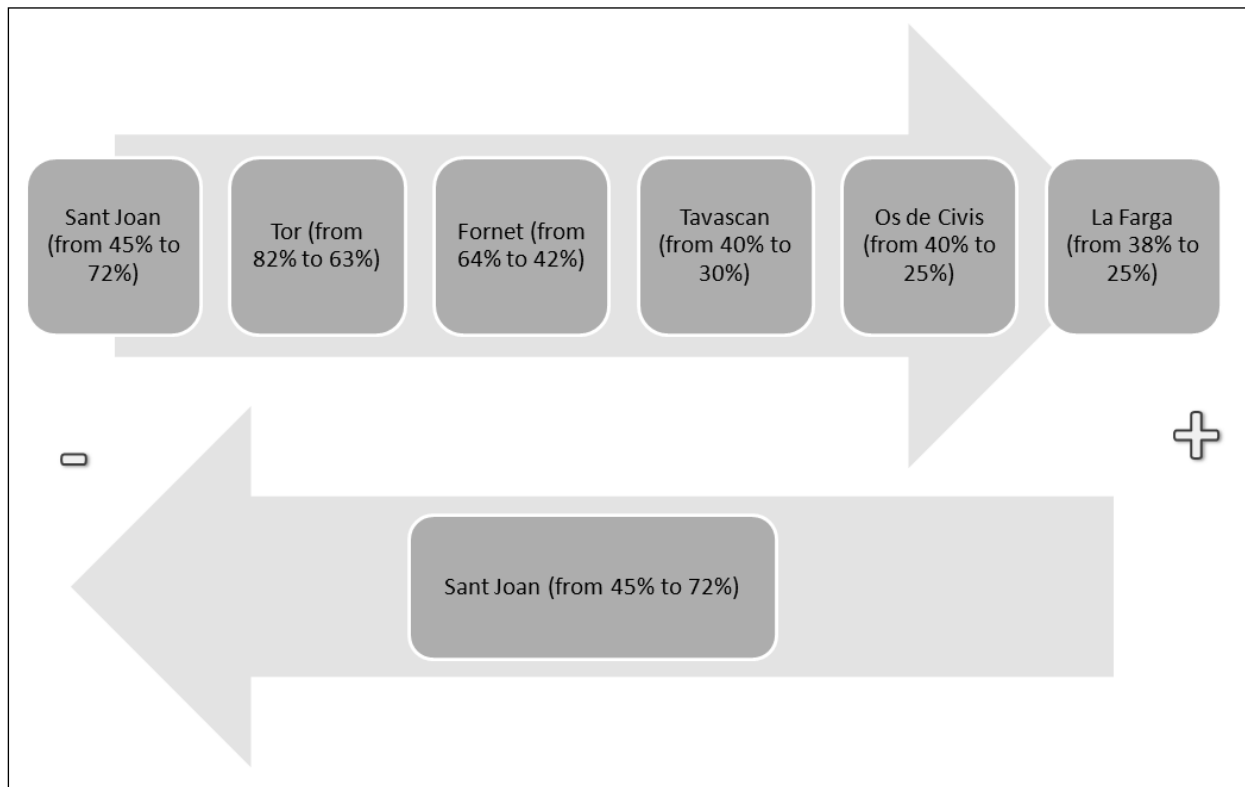 Sant Joan
(from 45% to
72%)
Tor (from
82% to 63%)
Fornet (from
64% to 42%)
Tavascan
(from 40% to
30%)
Os de Civis
(from 40% to
25%)
La Farga
(from 38% to
25%)
-
+
Sant Joan (from 45% to 72%)